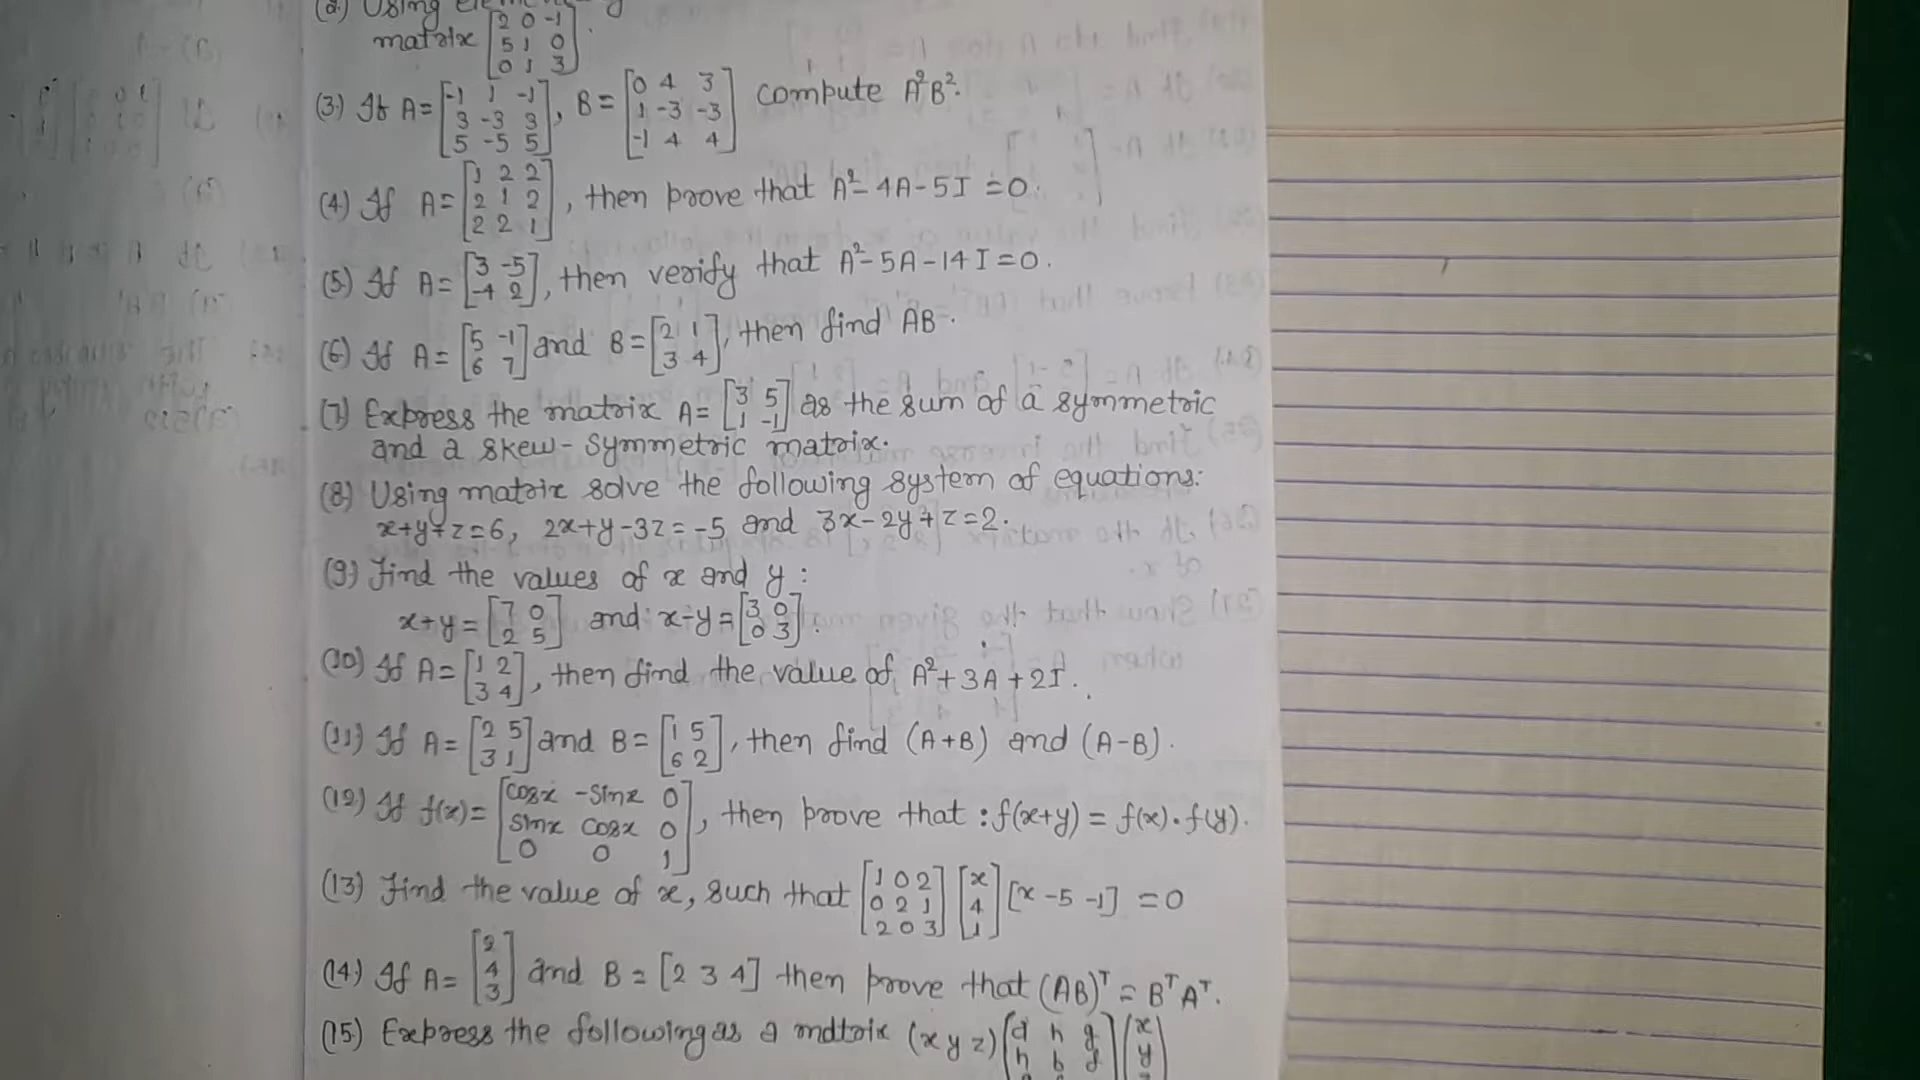 (2.) Using
matrix [2 0 -1
5 1 0
0 1 3].
(3.) If A = [-1 1 -1
3 -3 3
5 -5 5], B = [0 4 3
1 -3 -3
-1 4 4] compute A²B².
(4.) If A = [1 2 2
2 1 2
2 2 1], then prove that A² - 4A - 5I = 0.
(5.) If A = [3 -5
-4 2], then verify that A² - 5A - 14I = 0.
(6.) If A = [5 -1
6 7] and B = [2 1
3 4], then find AB.
(7.) Express the matrix A = [3 5
1 -1] as the sum of a symmetric
and a skew-symmetric matrix.
(8.) Using matrix solve the following system of equations:
x+y+z=6, 2x+y-3z=-5 and 3x-2y+z=2.
(9.) Find the values of x and y :
x+y = [7 0
2 5] and x-y = [3 0
0 3].
(10.) If A = [1 2
3 4], then find the value of A² + 3A + 2I.
(11.) If A = [2 5
3 1] and B = [1 5
6 2], then find (A+B) and (A-B).
(12.) If f(x) = [cosx -sinx 0
sinx cosx 0
0 0 1], then prove that : f(x+y) = f(x).f(y).
(13.) Find the value of x, such that [1 0 2
0 2 1
2 0 3] [x
4
1] [x -5 -1] = 0
(14.) If A = [2
4
3] and B = [2 3 4] then prove that (AB)ᵀ = BᵀAᵀ.
(15.) Express the following as a matrix (x y z) [a h g
h b f] [x
y]